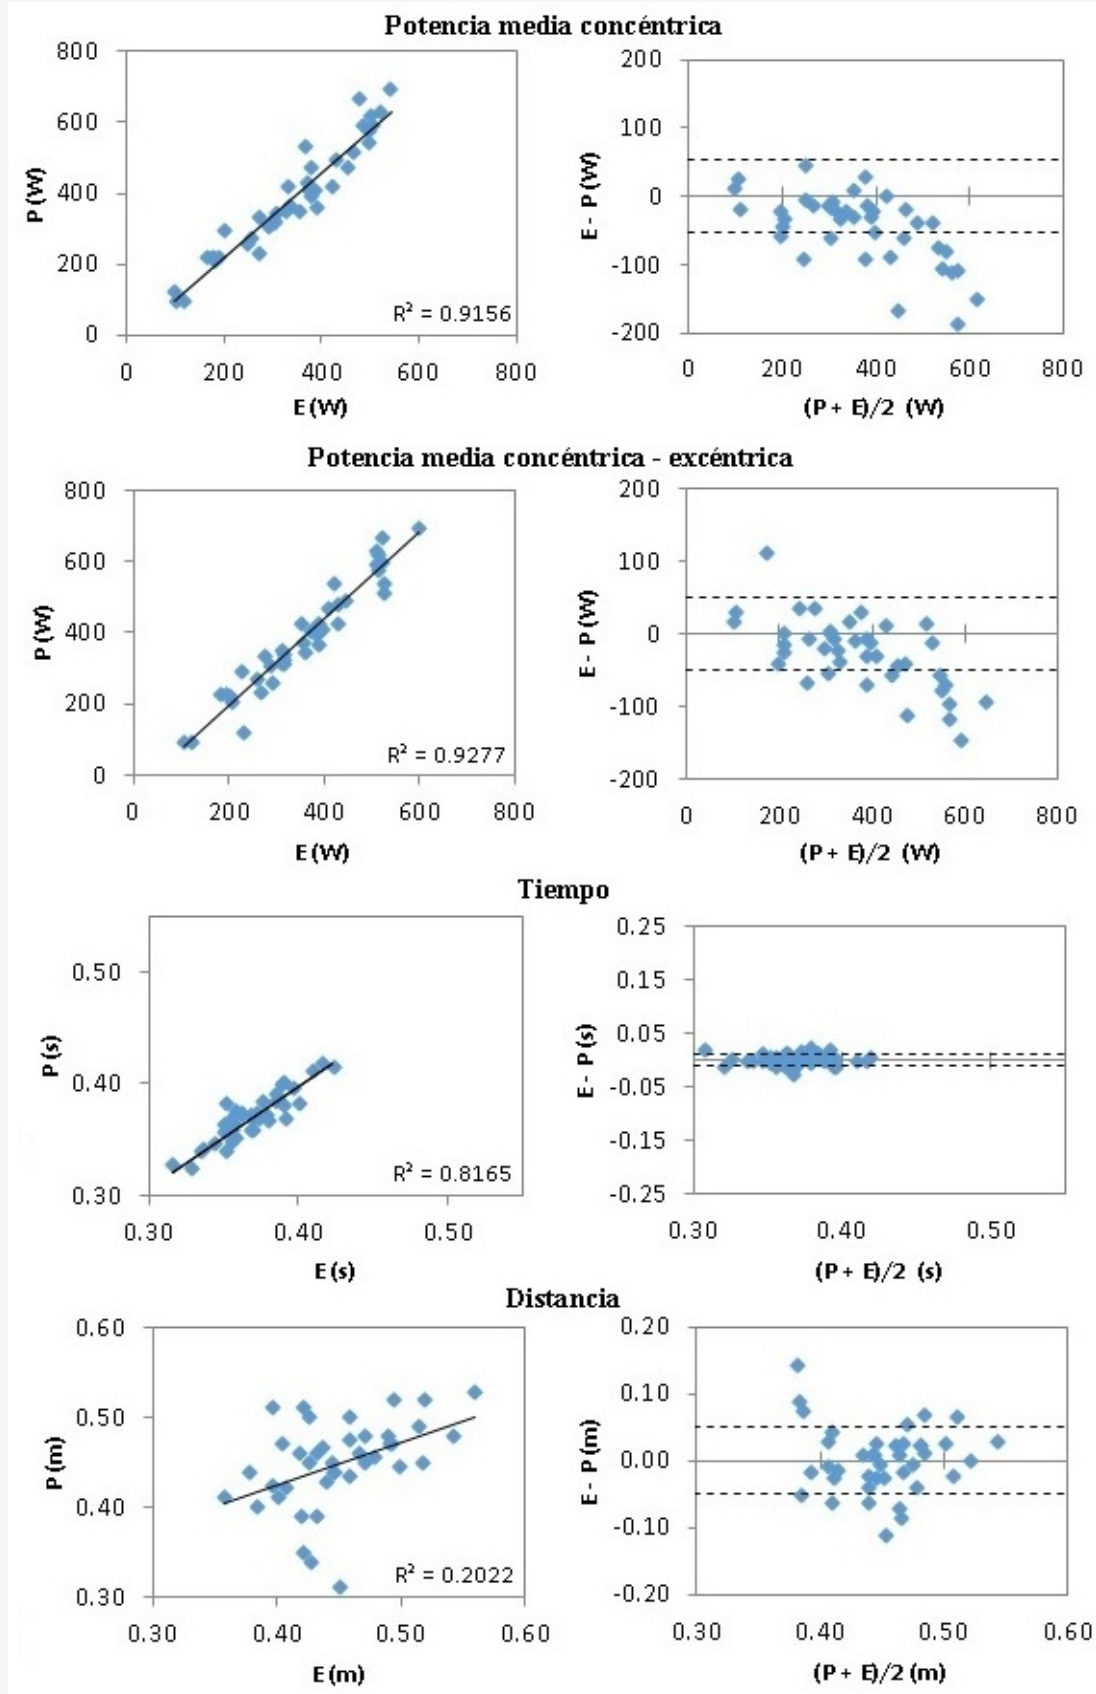 Potencia media concéntrica
800
600
400
200
0
P (W)
R² = 0.9156
0 200 400 600 800
E (W)
200
100
0
-100
-200
E - P (W)
0 200 400 600 800
(P + E)/2 (W)
Potencia media concéntrica - excéntrica
800
600
400
200
0
P (W)
R² = 0.9277
0 200 400 600 800
E (W)
200
100
0
-100
-200
E - P (W)
0 200 400 600 800
(P + E)/2 (W)
Tiempo
0.50
0.40
0.30
P (s)
R² = 0.8165
0.30 0.40 0.50
E (s)
0.25
0.15
0.05
-0.05
-0.15
-0.25
E - P (s)
0.30 0.40 0.50
(P + E)/2 (s)
Distancia
0.60
0.50
0.40
0.30
P (m)
R² = 0.2022
0.30 0.40 0.50 0.60
E (m)
0.20
0.10
0.00
-0.10
-0.20
E - P (m)
0.30 0.40 0.50 0.60
(P + E)/2 (m)